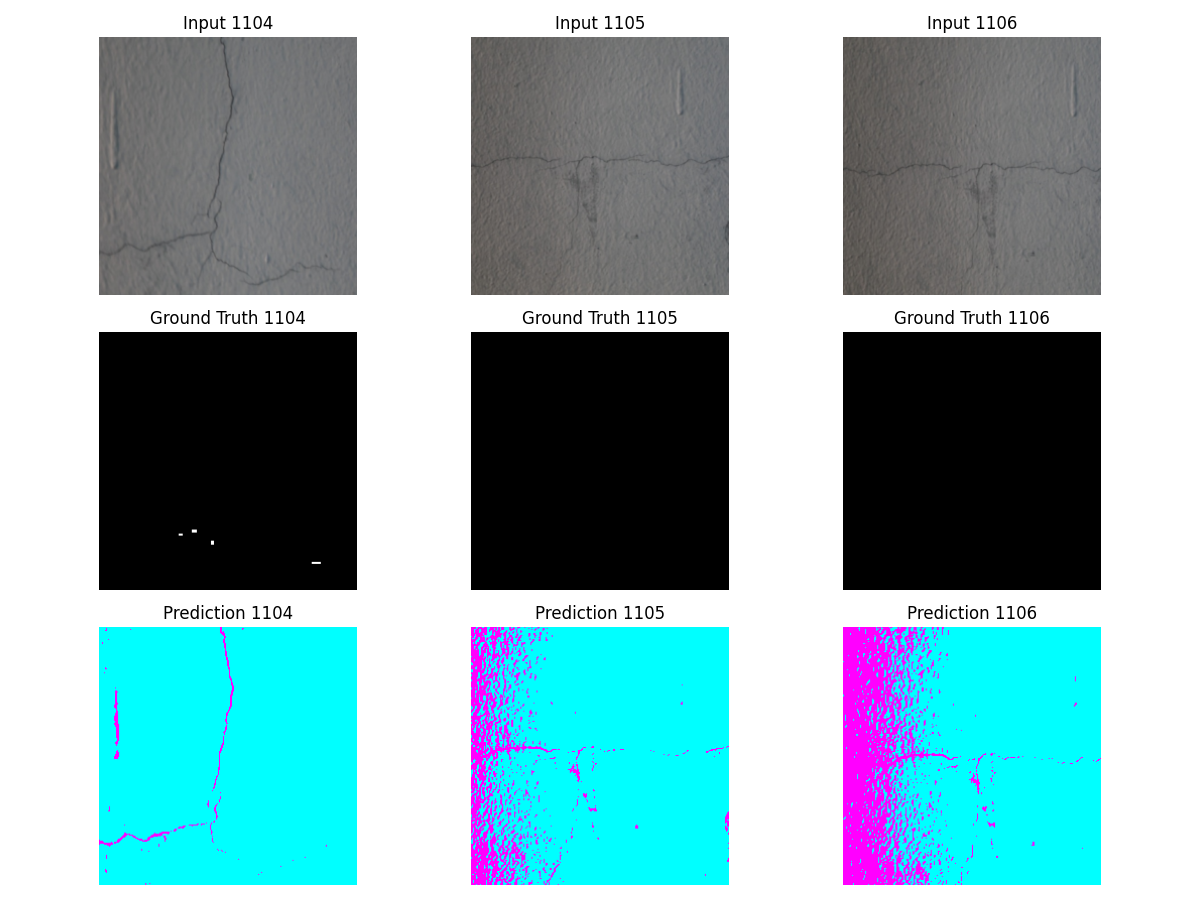 Input 1104
Input 1105
Input 1106
Ground Truth 1104
Ground Truth 1105
Ground Truth 1106
Prediction 1104
Prediction 1105
Prediction 1106